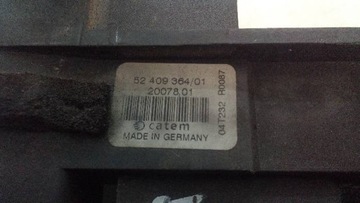 52 409 364/01
20078.01
catem
MADE IN GERMANY
04T232 R0087